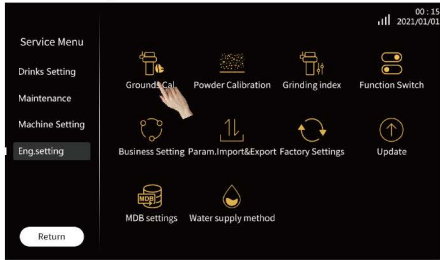 00 : 15
2021/01/01
Service Menu
Drinks Setting
Maintenance
Machine Setting
Eng.setting
Return
Grounds Cal. Powder Calibration Grinding index Function Switch
Business Setting Param.Import&Export Factory Settings Update
MDB
MDB settings Water supply method